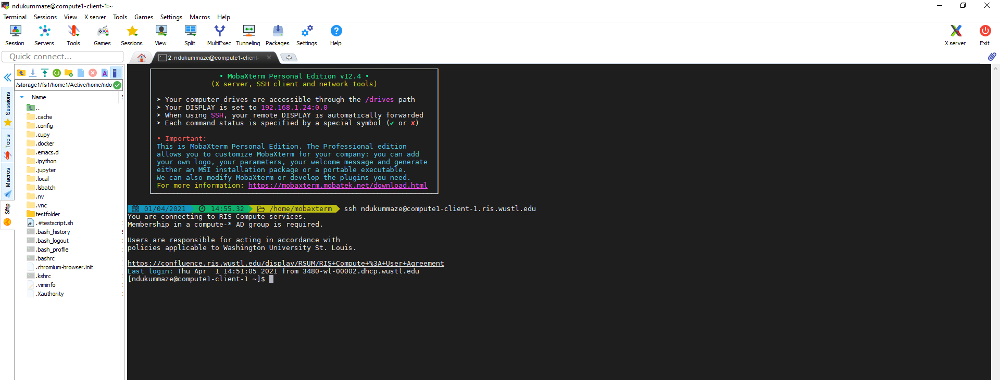 ndukummaze@compute1-client-1:~
Terminal Sessions View X server Tools Games Settings Macros Help
Session Servers Tools Games Sessions View Split MultiExec Tunneling Packages Settings Help X server Exit
Quick connect...
2. ndukummaze@compute1-client-
/storage1/fs1/home1/Active/home/ndo
Name
Sessions
Tools
Macros
Sftp
..
.cache
.config
.cupy
.docker
.emacs.d
.ipython
.jupyter
.local
.lsbatch
.nv
.vnc
testfolder
.#testscript.sh
.bash_history
.bash_logout
.bash_profile
.bashrc
.chromium-browser.init
.kshrc
.viminfo
.Xauthority
• MobaXterm Personal Edition v12.4 •
(X server, SSH client and network tools)
➤ Your computer drives are accessible through the /drives path
➤ Your DISPLAY is set to 192.168.1.24:0.0
➤ When using SSH, your remote DISPLAY is automatically forwarded
➤ Each command status is specified by a special symbol (✔ or ✘)
• Important:
This is MobaXterm Personal Edition. The Professional edition
allows you to customize MobaXterm for your company: you can add
your own logo, your parameters, your welcome message and generate
either an MSI installation package or a portable executable.
We can also modify MobaXterm or develop the plugins you need.
For more information: https://mobaxterm.mobatek.net/download.html
01/04/2021 14:55.32 /home/mobaxterm ssh ndukummaze@compute1-client-1.ris.wustl.edu
You are connecting to RIS Compute services.
Membership in a compute-* AD group is required.
Users are responsible for acting in accordance with
policies applicable to Washington University St. Louis.
https://confluence.ris.wustl.edu/display/RSUM/RIS+Compute+%3A+User+Agreement
Last login: Thu Apr  1 14:51:05 2021 from 3480-wl-00002.dhcp.wustl.edu
[ndukummaze@compute1-client-1 ~]$